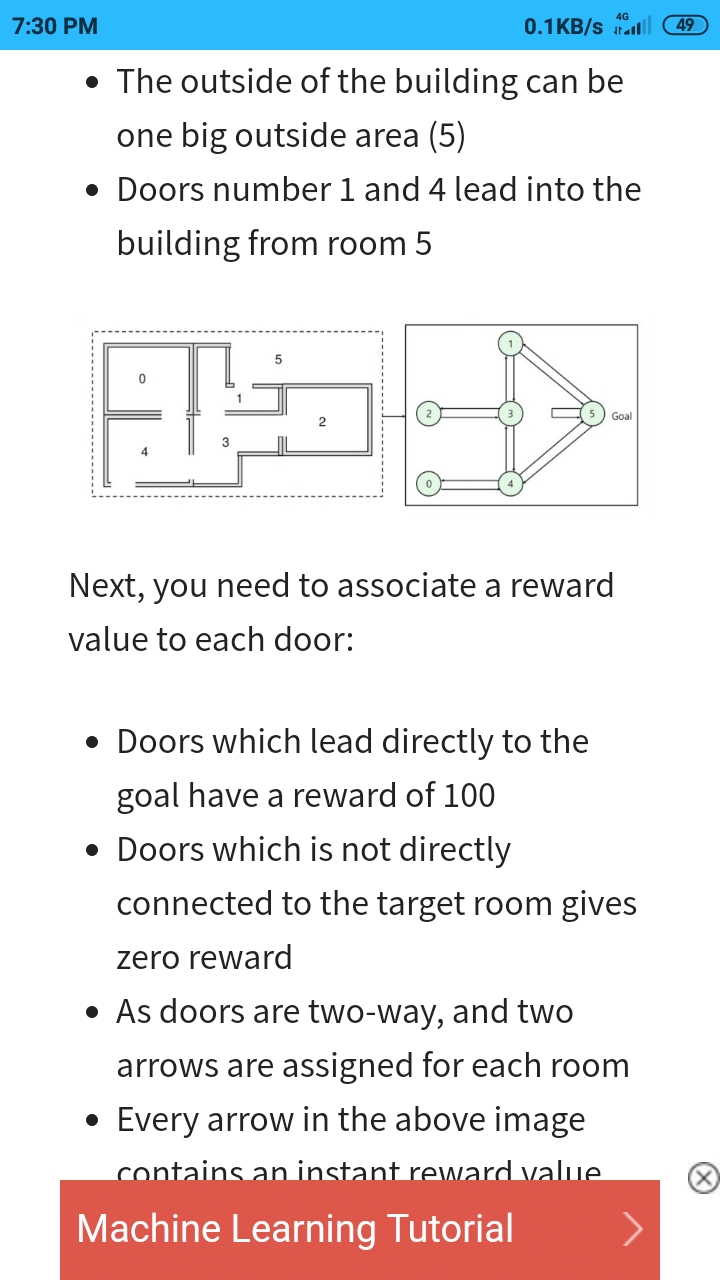 7:30 PM 0.1KB/s 4G 49
• The outside of the building can be
one big outside area (5)
• Doors number 1 and 4 lead into the
building from room 5
0 5 1 2 3 4
1 2 3 5 Goal 0 4
Next, you need to associate a reward
value to each door:
• Doors which lead directly to the
goal have a reward of 100
• Doors which is not directly
connected to the target room gives
zero reward
• As doors are two-way, and two
arrows are assigned for each room
• Every arrow in the above image
contains an instant reward value
Machine Learning Tutorial